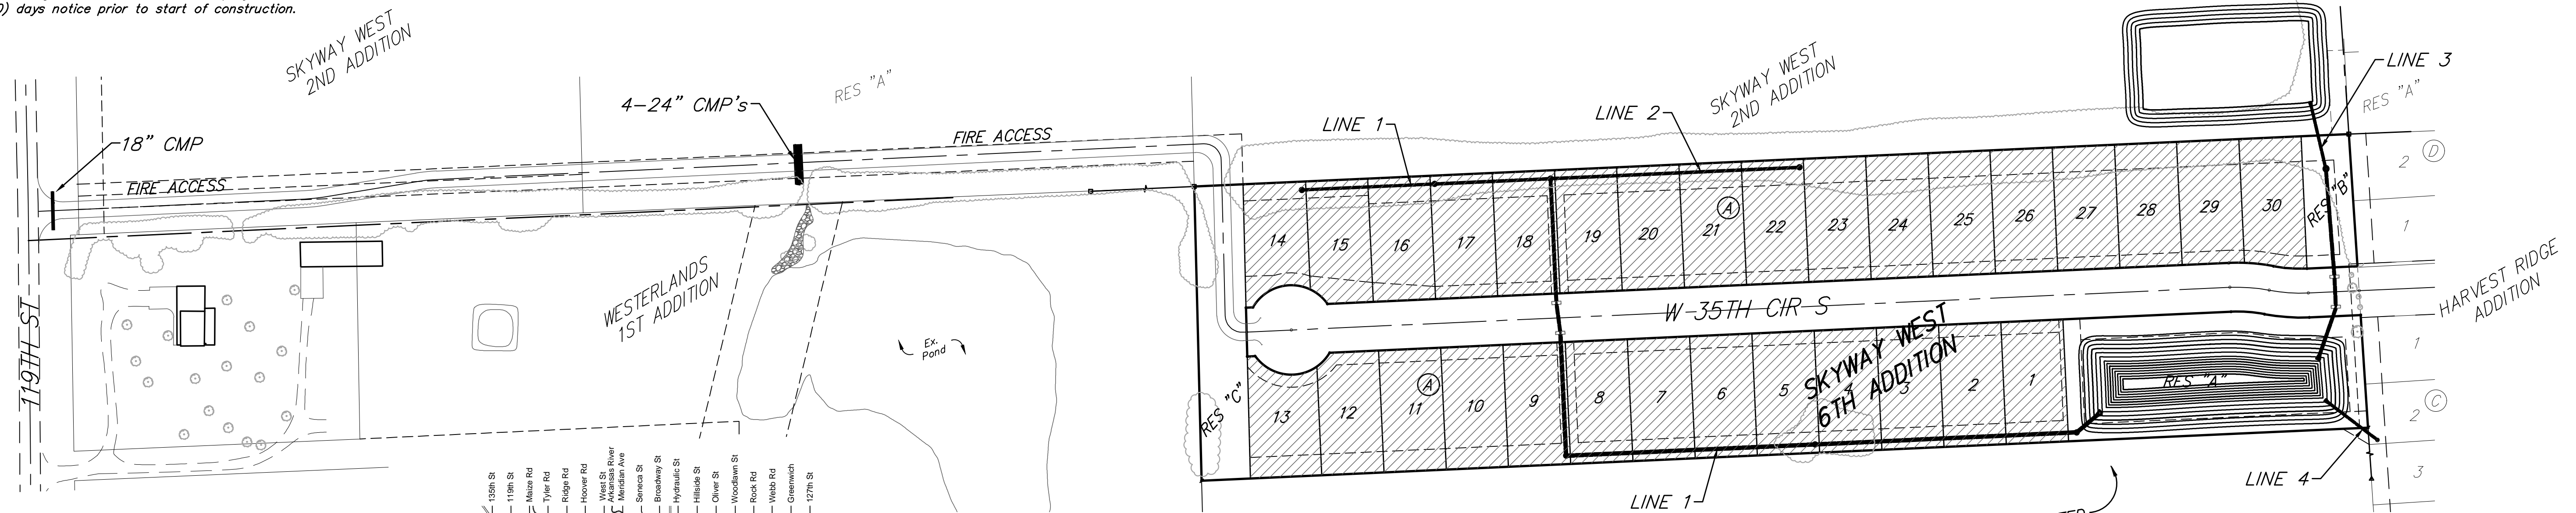 ) days notice prior to start of construction.
SKYWAY WEST
2ND ADDITION
18" CMP
FIRE ACCESS
119TH ST
4-24" CMP's
RES "A"
FIRE ACCESS
WESTERLANDS
1ST ADDITION
Ex.
Pond
LINE 1
LINE 2
SKYWAY WEST
2ND ADDITION
LINE 3
RES "A"
D
2
1
14
15
16
17
18
19
20
21
A
22
23
24
25
26
27
28
29
30
RES "B"
W 35TH CIR S
HARVEST RIDGE
ADDITION
RES "C"
13
12
11
A
10
9
8
7
6
5
4
3
2
1
SKYWAY WEST
6TH ADDITION
RES "A"
1
2
C
3
LINE 1
LINE 4
135th St
119th St
Maize Rd
Tyler Rd
Ridge Rd
Hoover Rd
West St
Arkansas River
Meridian Ave
Seneca St
Broadway St
Hydraulic St
Hillside St
Oliver St
Woodlawn St
Rock Rd
Webb Rd
Greenwich
127th St